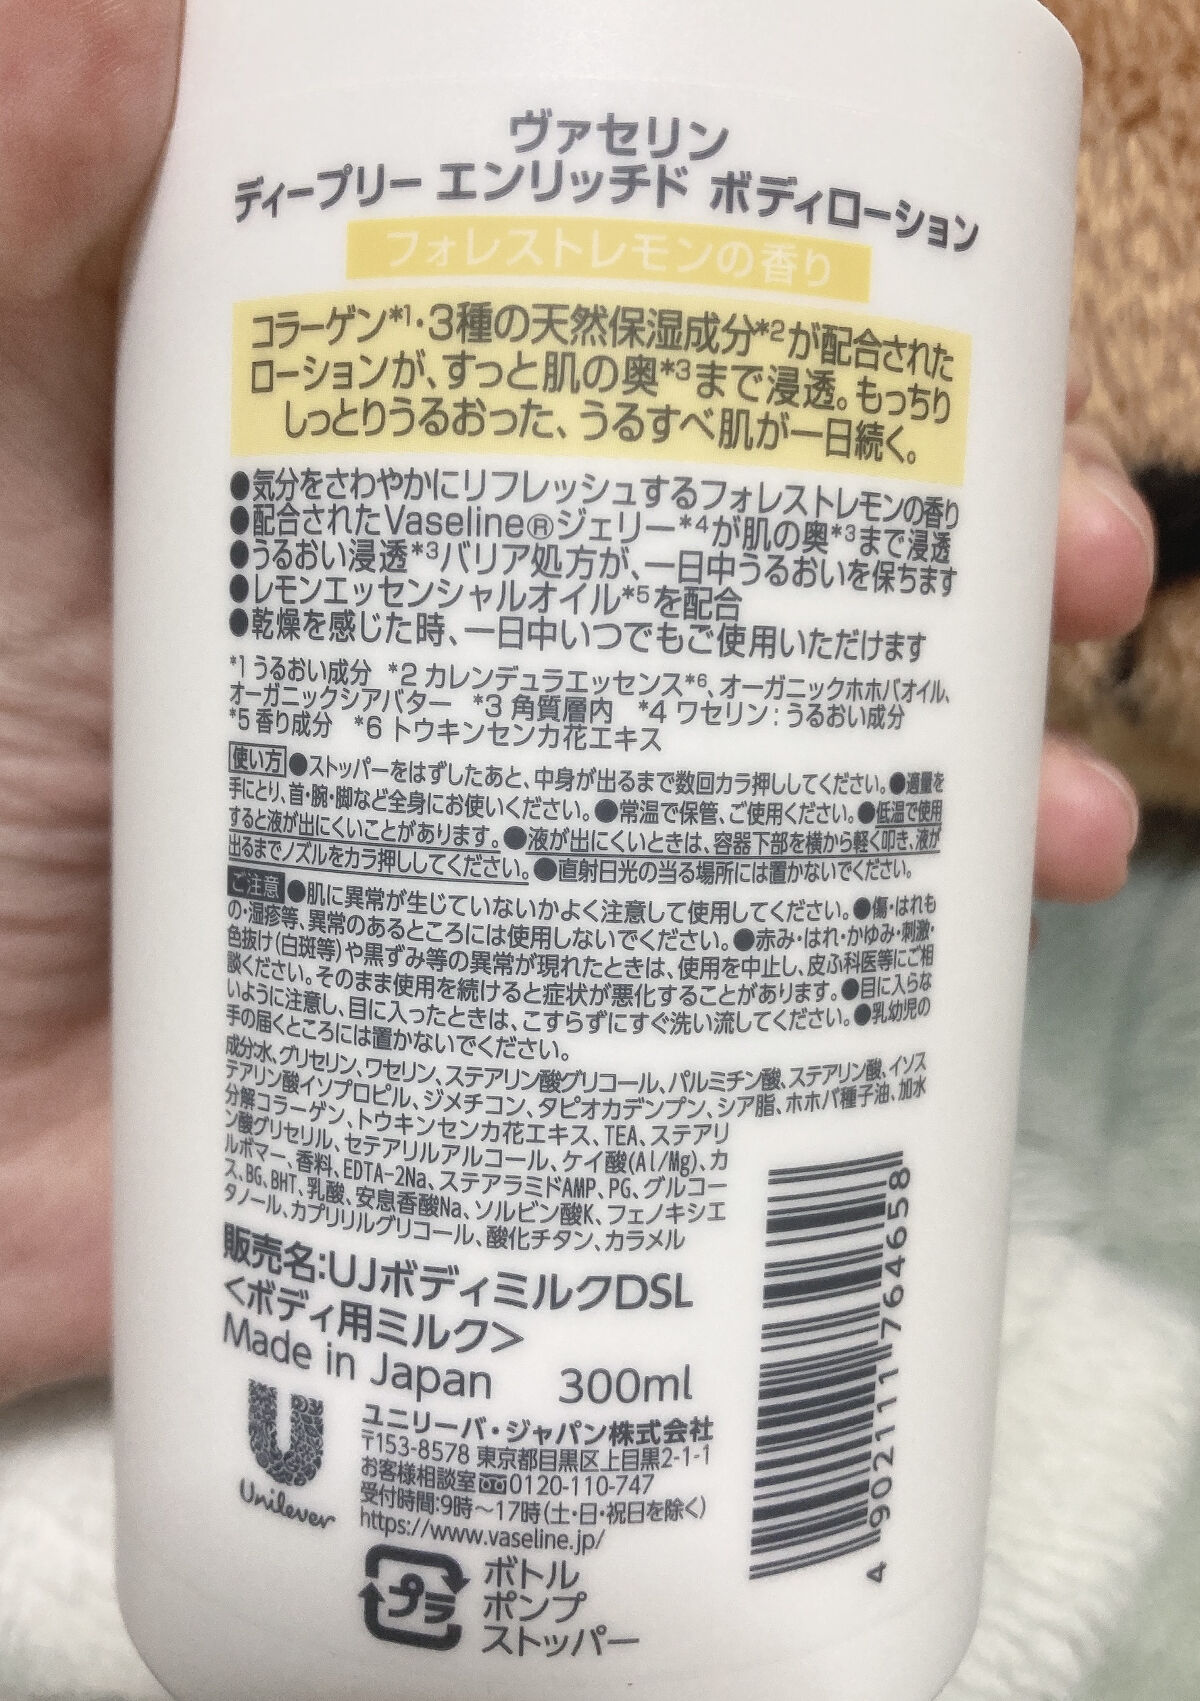 ヴァセリン
ディープリー エンリッチド ボディローション
フォレストレモンの香り
コラーゲン*1・3種の天然保湿成分*2が配合された
ローションが、すっと肌の奥*3まで浸透。もっちり
しっとりうるおった、うるすべ肌が一日続く。
●気分をさわやかにリフレッシュするフォレストレモンの香り
●配合されたVaseline®ジェリー*4が肌の奥*3まで浸透
●うるおい浸透*3バリア処方が、一日中うるおいを保ちます
●レモンエッセンシャルオイル*5を配合
●乾燥を感じた時、一日中いつでもご使用いただけます
*1 うるおい成分 *2 カレンデュラエッセンス*6、オーガニックホホバオイル、
オーガニックシアバター *3 角質層内 *4 ワセリン：うるおい成分
*5 香り成分 *6 トウキンセンカ花エキス
使い方 ●ストッパーをはずしたあと、中身が出るまで数回カラ押ししてください。●適量を
手にとり、首・腕・脚など全身にお使いください。●常温で保管、ご使用ください。●低温で使用
すると液が出にくいことがあります。●液が出にくいときは、容器下部を横から軽く叩き、液が
出るまでノズルをカラ押ししてください。●直射日光の当る場所には置かないでください。
ご注意 ●肌に異常が生じていないかよく注意して使用してください。●傷・はれも
の・湿疹等、異常のあるところには使用しないでください。●赤み・はれ・かゆみ・刺激・
色抜け(白斑等)や黒ずみ等の異常が現れたときは、使用を中止し、皮ふ科医等にご相
談ください。そのまま使用を続けると症状が悪化することがあります。●目に入らな
いように注意し、目に入ったときは、こすらずにすぐ洗い流してください。●乳幼児の
手の届くところには置かないでください。
成分:水、グリセリン、ワセリン、ステアリン酸グリコール、パルミチン酸、ステアリン酸、イソス
テアリン酸イソプロピル、ジメチコン、タピオカデンプン、シア脂、ホホバ種子油、加水
分解コラーゲン、トウキンセンカ花エキス、TEA、ステアリ
ン酸グリセリル、セテアリルアルコール、ケイ酸(Al/Mg)、カ
ルボマー、香料、EDTA-2Na、ステアラミドAMP、PG、グルコー
ス、BG、BHT、乳酸、安息香酸Na、ソルビン酸K、フェノキシエ
タノール、カプリリルグリコール、酸化チタン、カラメル
販売名:UJボディミルクDSL
<ボディ用ミルク>
Made in Japan 300ml
Unilever
ユニリーバ・ジャパン株式会社
〒153-8578 東京都目黒区上目黒2-1-1
お客様相談室 0120-110-747
受付時間:9時～17時(土・日・祝日を除く)
https://www.vaseline.jp/
プラ
ボトル
ポンプ
ストッパー
4902111764658